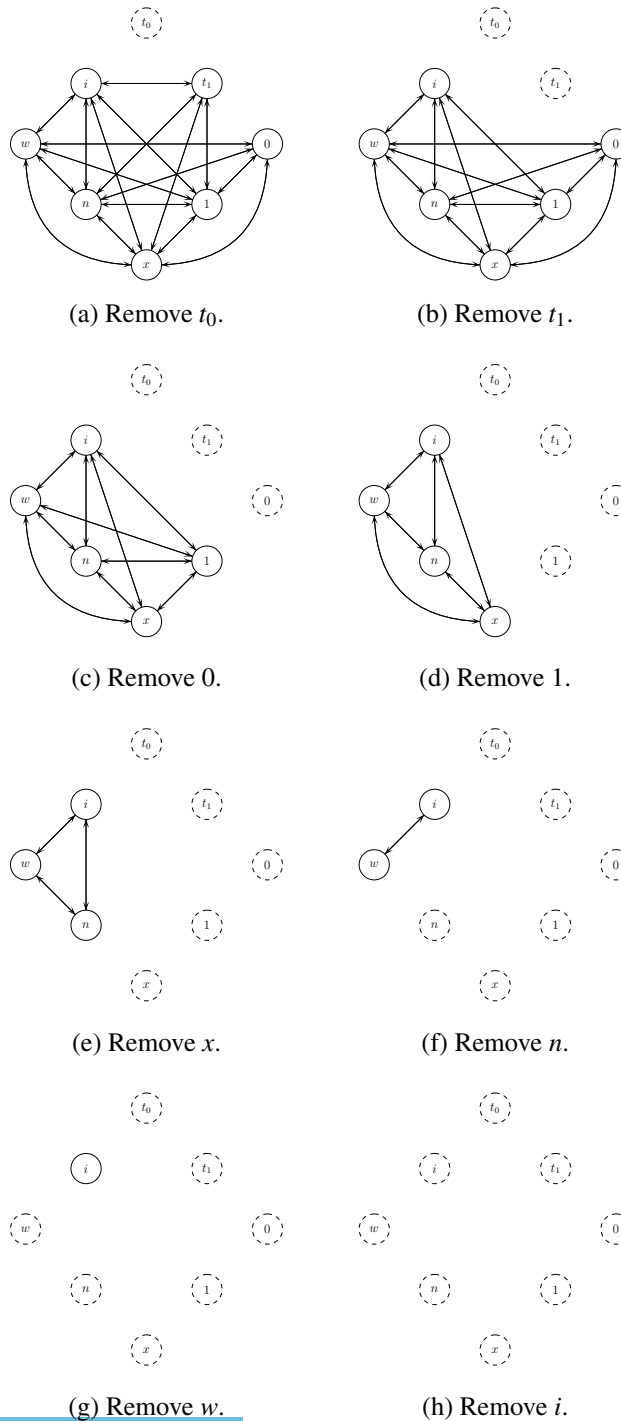 t₀
i t₁
w 0
n 1
x
(a) Remove t₀.
t₀
i t₁
w 0
n 1
x
(b) Remove t₁.
t₀
i t₁
w 0
n 1
x
(c) Remove 0.
t₀
i t₁
w 0
n 1
x
(d) Remove 1.
t₀
i t₁
w 0
n 1
x
(e) Remove x.
t₀
i t₁
w 0
n 1
x
(f) Remove n.
t₀
i t₁
w 0
n 1
x
(g) Remove w.
t₀
i t₁
w 0
n 1
x
(h) Remove i.